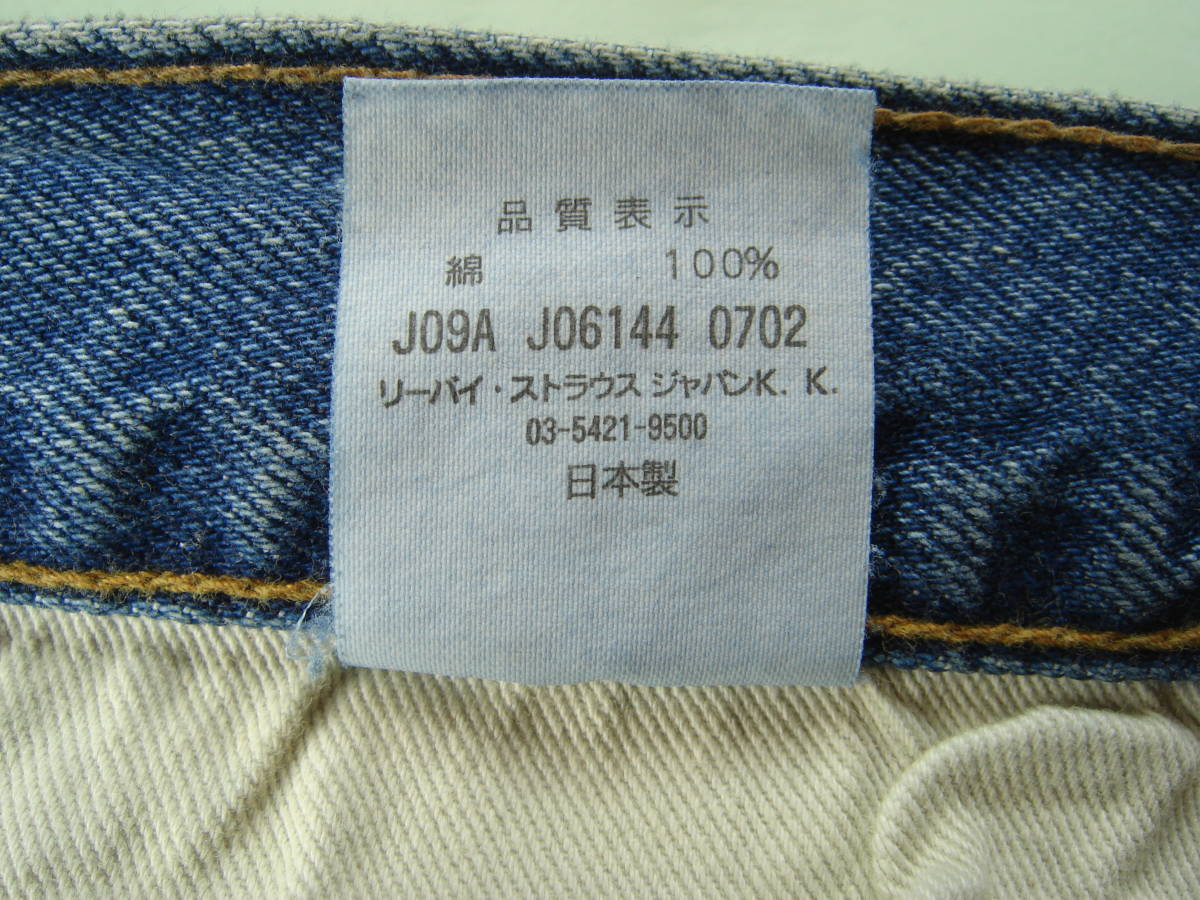 品質表示
綿 100%
J09A J06144 0702
リーバイ・ストラウス ジャパンK. K.
03-5421-9500
日本製